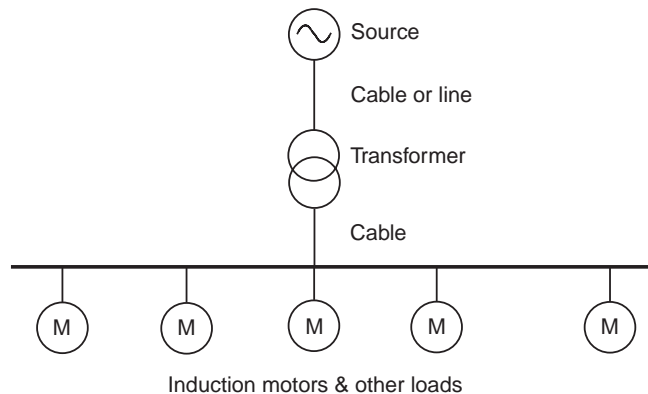 Source
Cable or line
Transformer
Cable
M M M M M
Induction motors & other loads